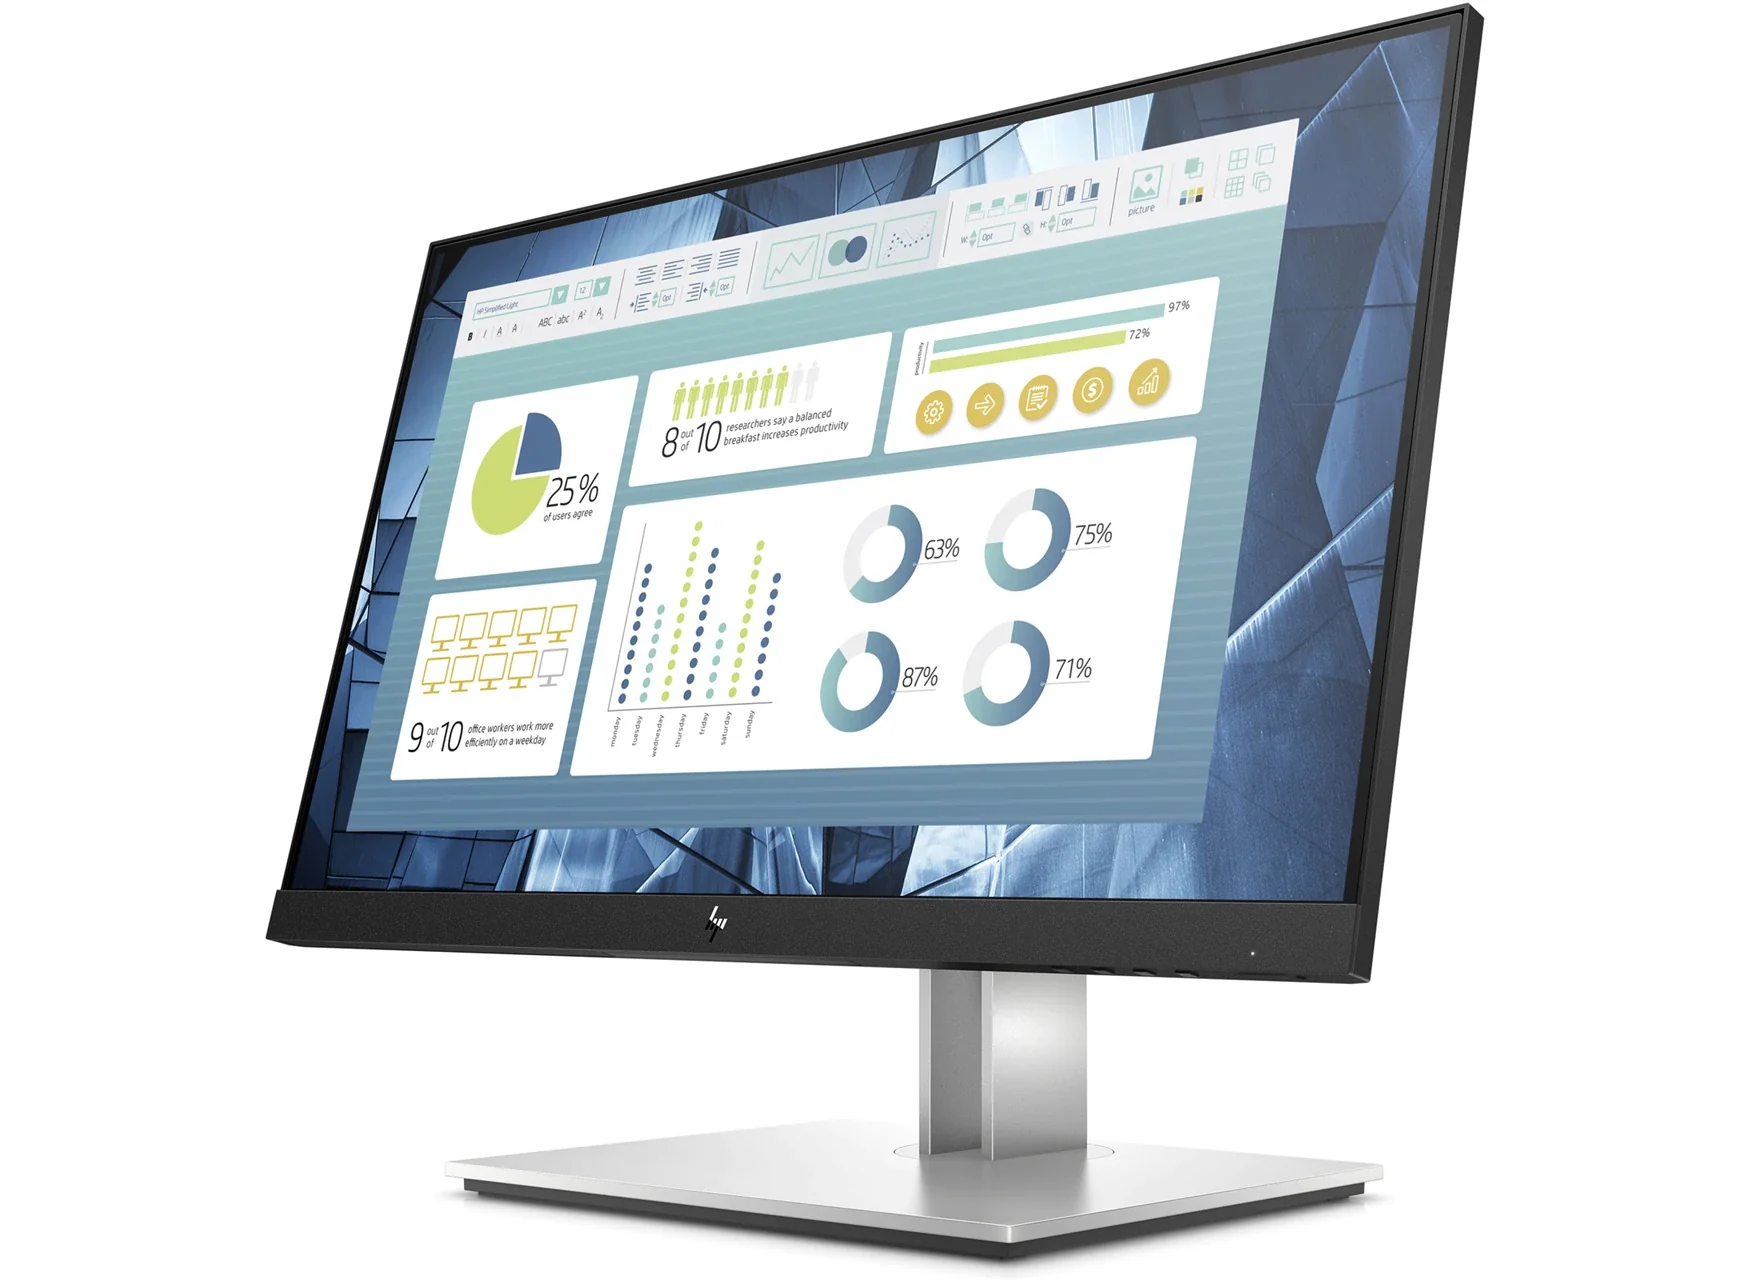 HP Simplified Light
12
B I A A ABC abc A² A₂
0pt
0pt
W:
0pt
H:
0pt
picture
25%
of users agree
8 out of 10
researchers say a balanced
breakfast increases productivity
productivity
97%
72%
9 out of 10
office workers work more
efficiently on a weekday
monday
tuesday
wednesday
thursday
friday
saturday
sunday
63%
75%
87%
71%
hp